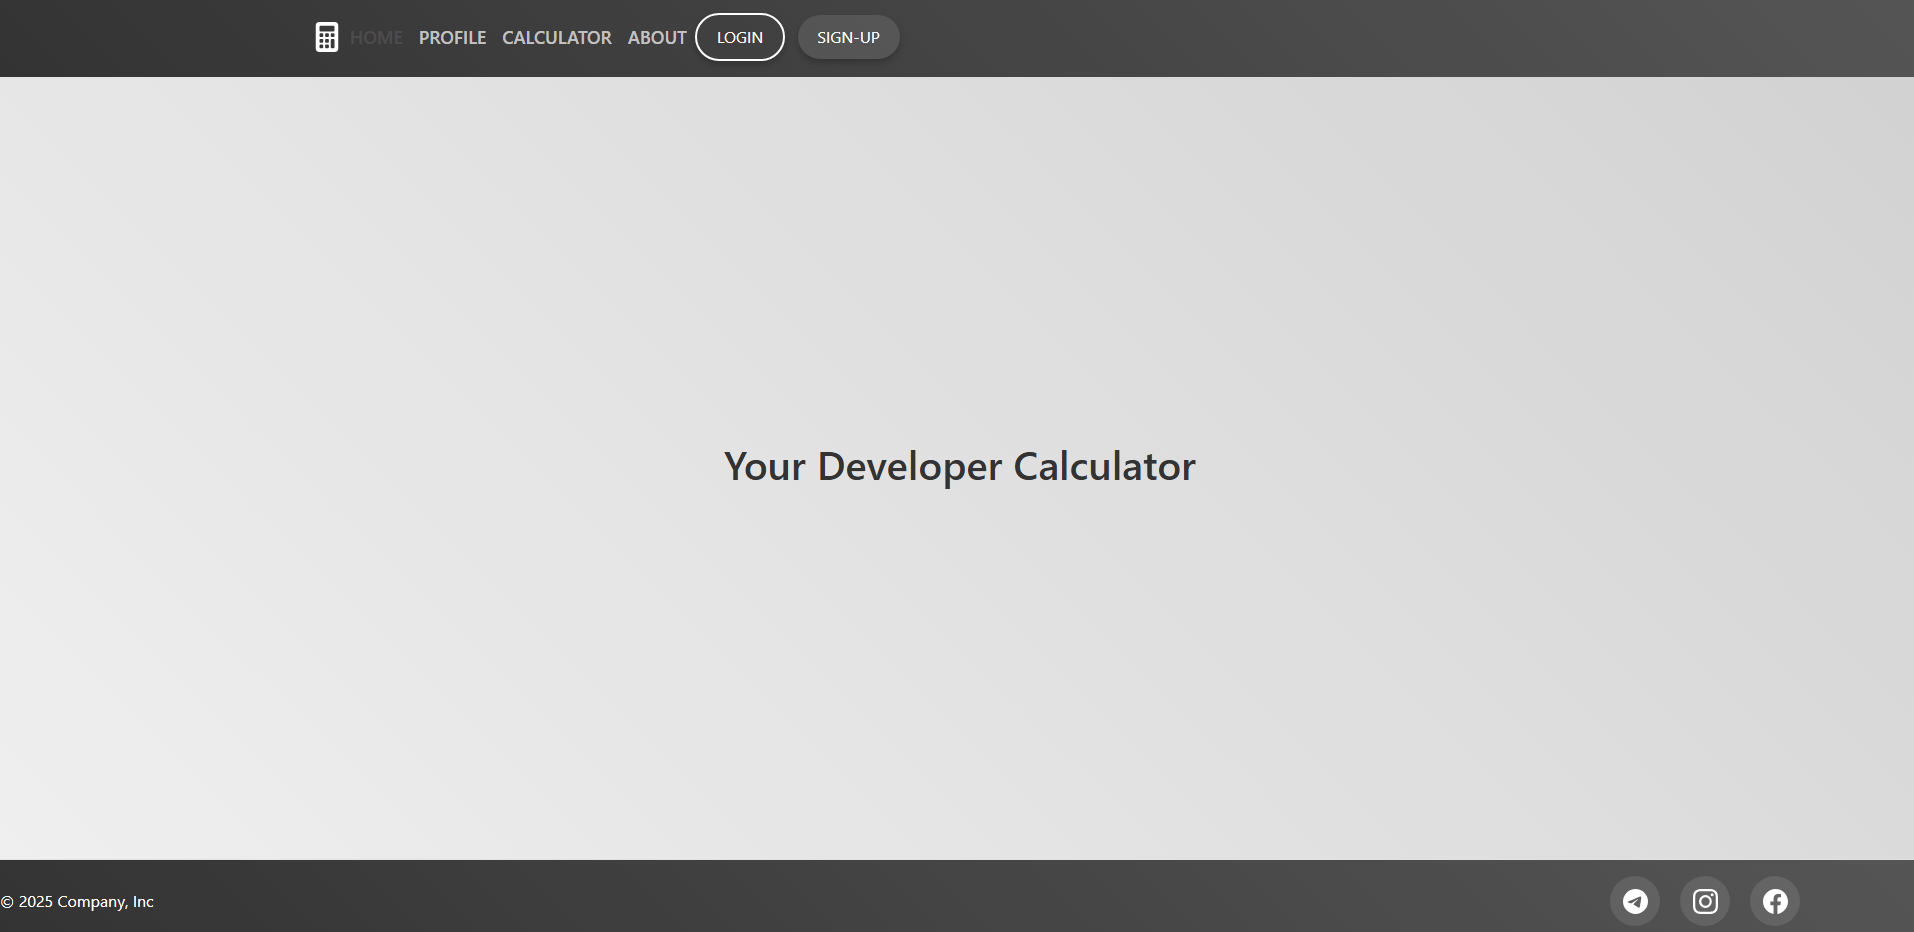 HOME PROFILE CALCULATOR ABOUT LOGIN SIGN-UP
Your Developer Calculator
© 2025 Company, Inc